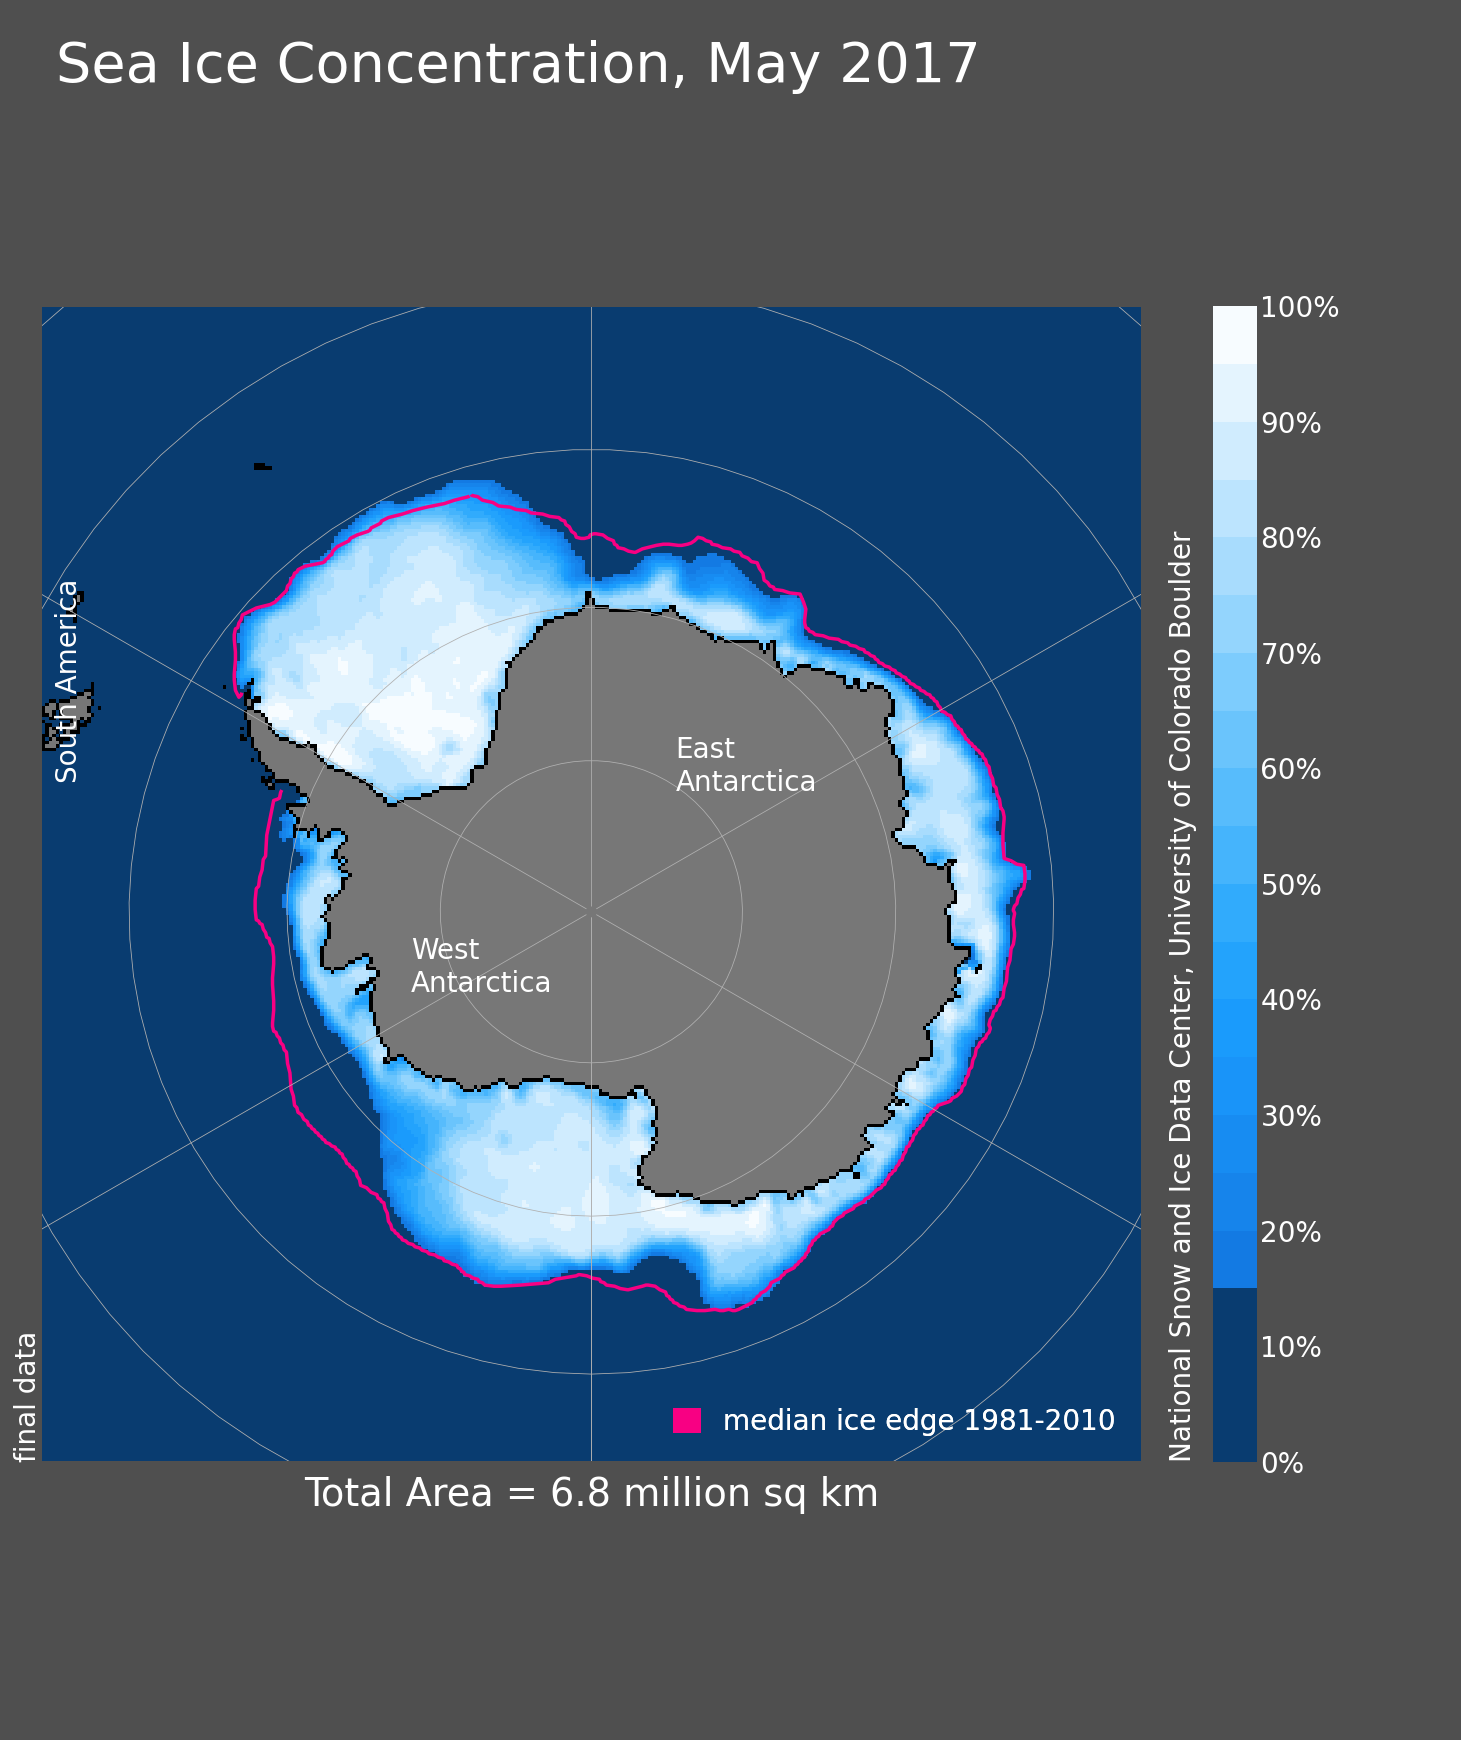 Sea Ice Concentration, May 2017
South America
East
Antarctica
West
Antarctica
final data
median ice edge 1981-2010
Total Area = 6.8 million sq km
National Snow and Ice Data Center, University of Colorado Boulder
100%
90%
80%
70%
60%
50%
40%
30%
20%
10%
0%